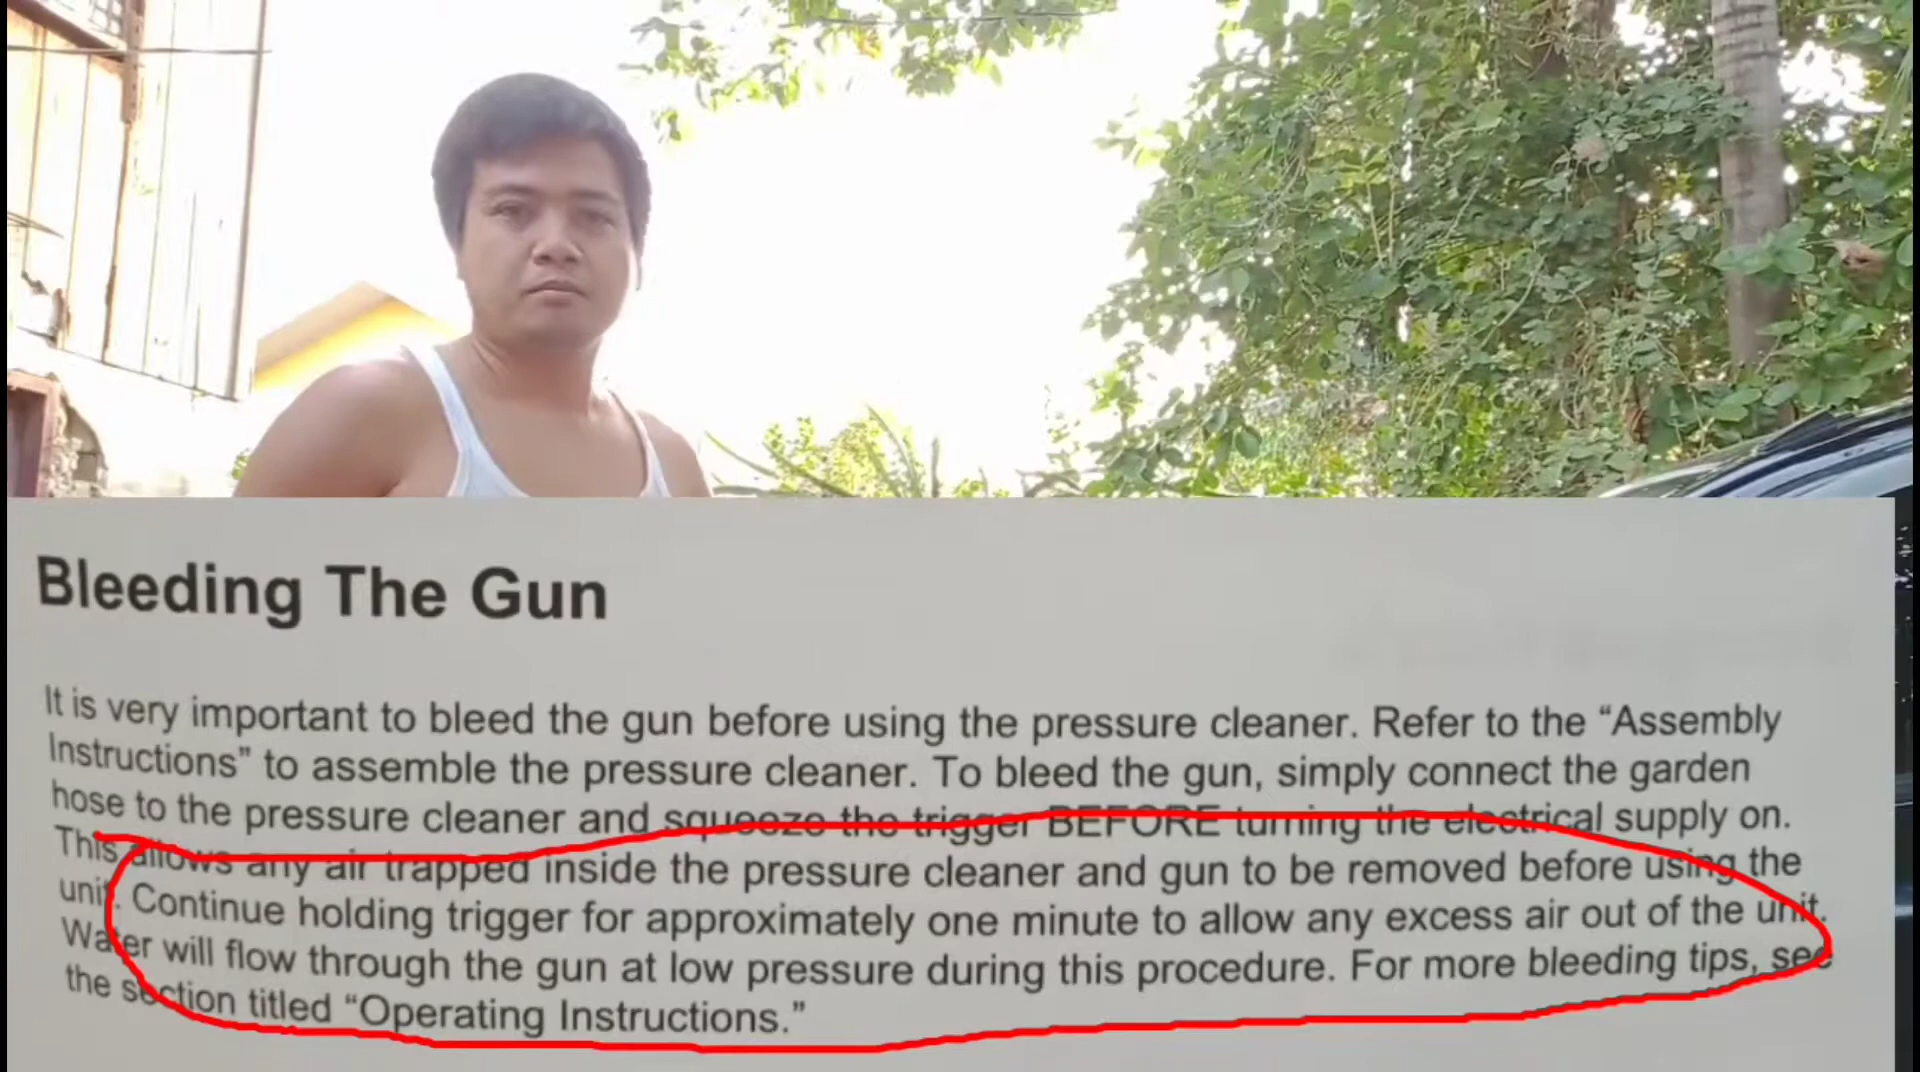 Bleeding The Gun
It is very important to bleed the gun before using the pressure cleaner. Refer to the “Assembly
Instructions” to assemble the pressure cleaner. To bleed the gun, simply connect the garden
hose to the pressure cleaner and squeeze the trigger BEFORE turning the electrical supply on.
This allows any air trapped inside the pressure cleaner and gun to be removed before using the
unit. Continue holding trigger for approximately one minute to allow any excess air out of the unit.
Water will flow through the gun at low pressure during this procedure. For more bleeding tips, see
the section titled “Operating Instructions.”